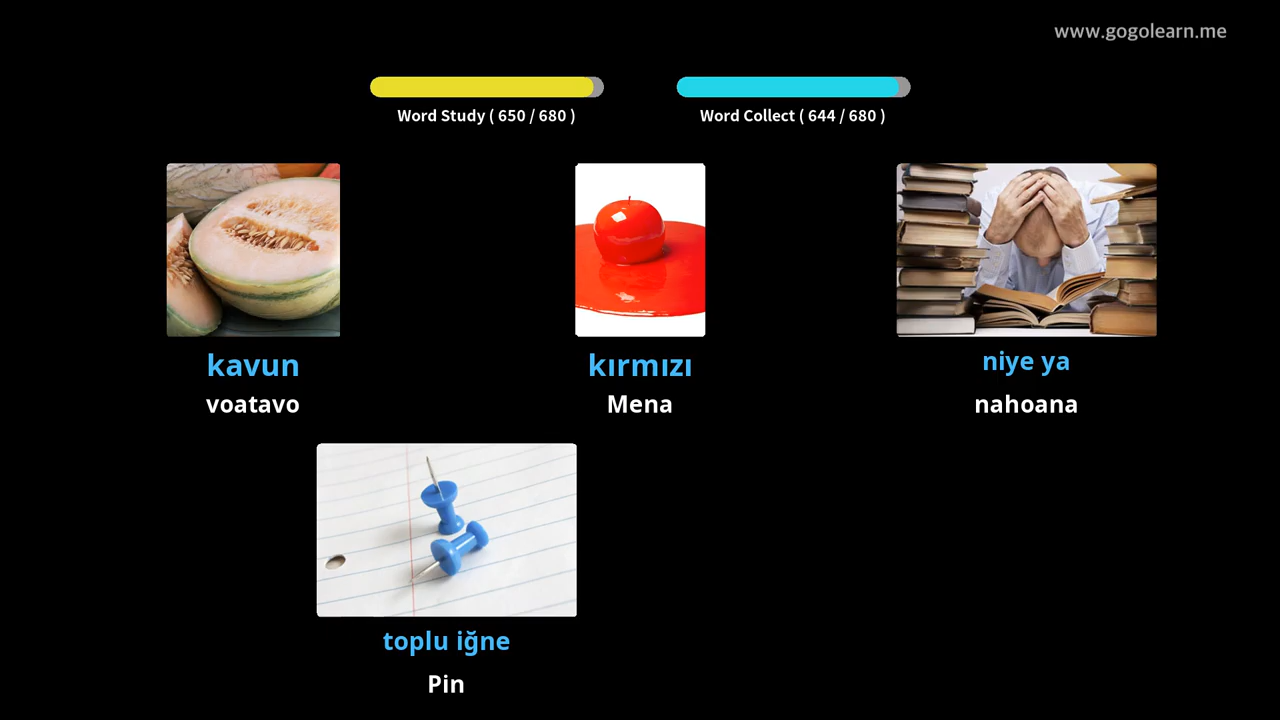 www.gogolearn.me
Word Study ( 650 / 680 )
Word Collect ( 644 / 680 )
kavun
voatavo
kırmızı
Mena
niye ya
nahoana
toplu iğne
Pin